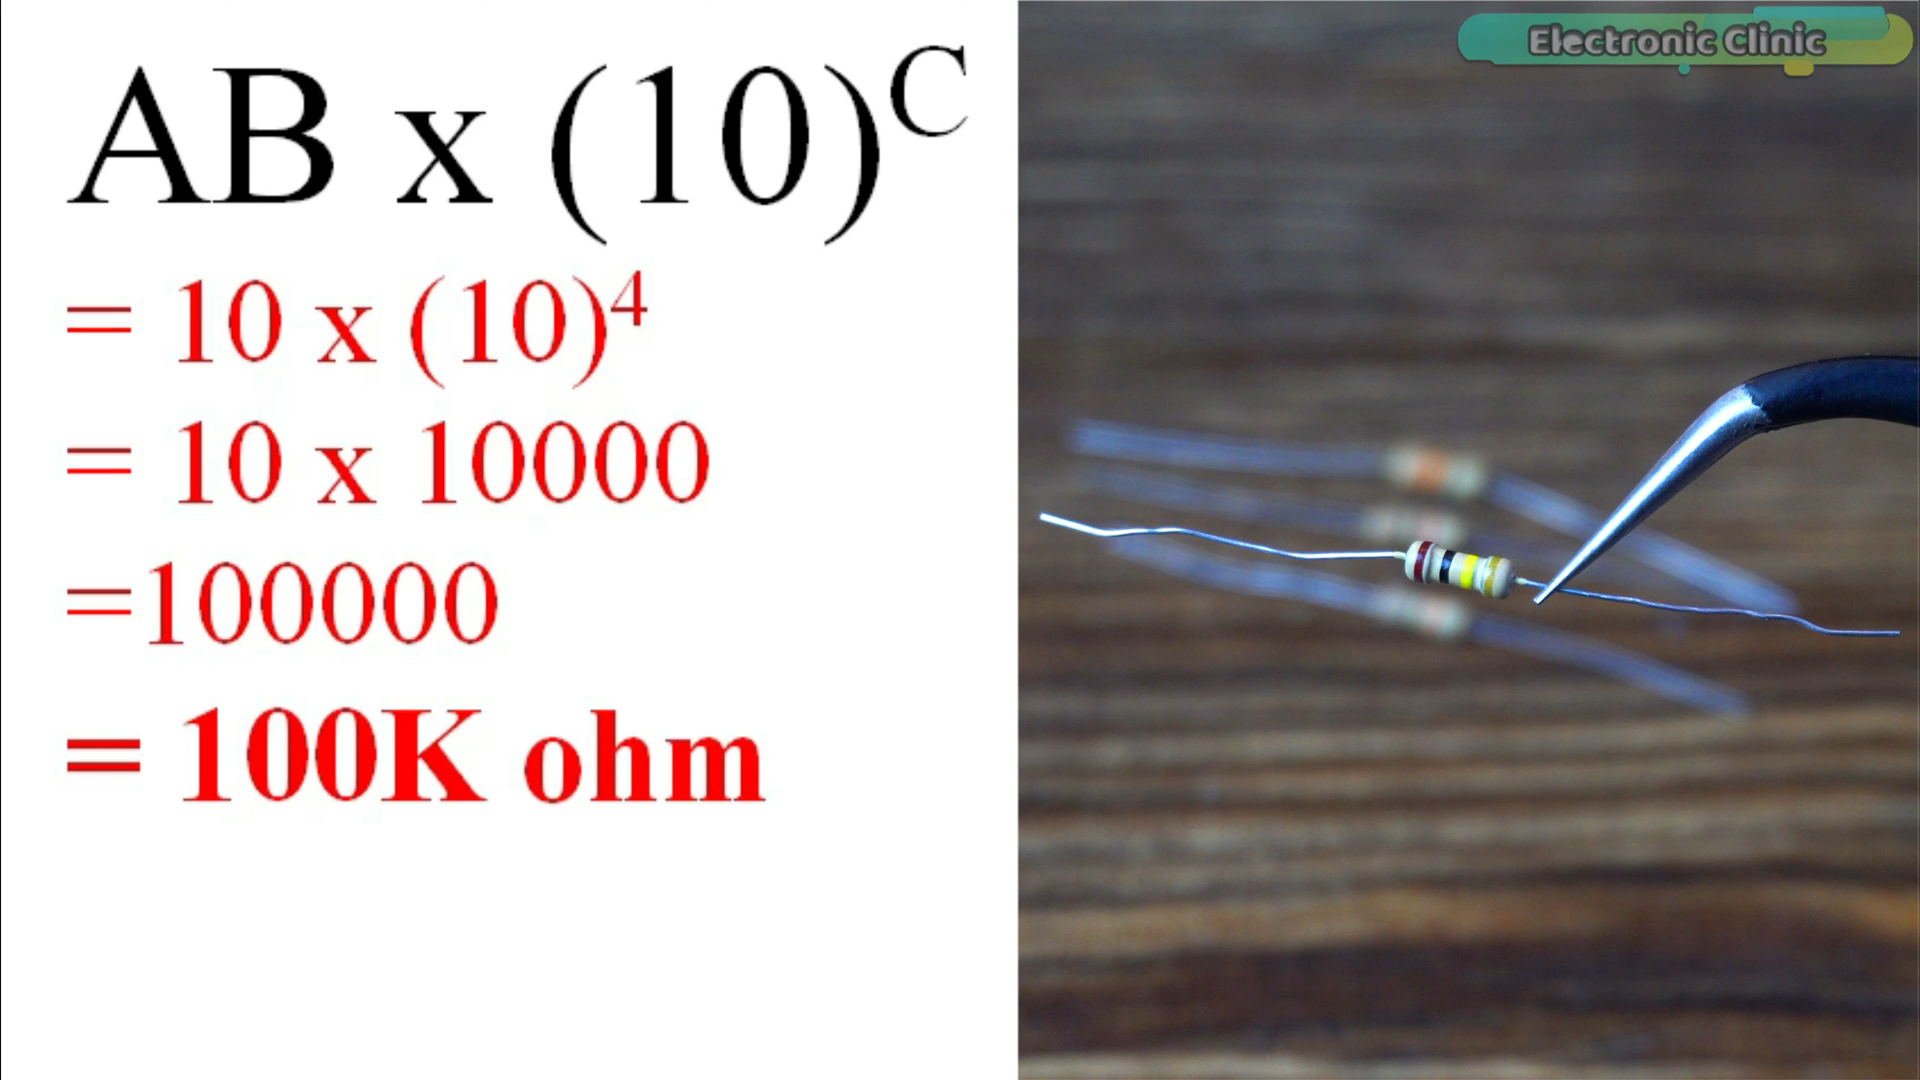 AB x (10)^C
= 10 x (10)^4
= 10 x 10000
=100000
= 100K ohm
Electronic Clinic